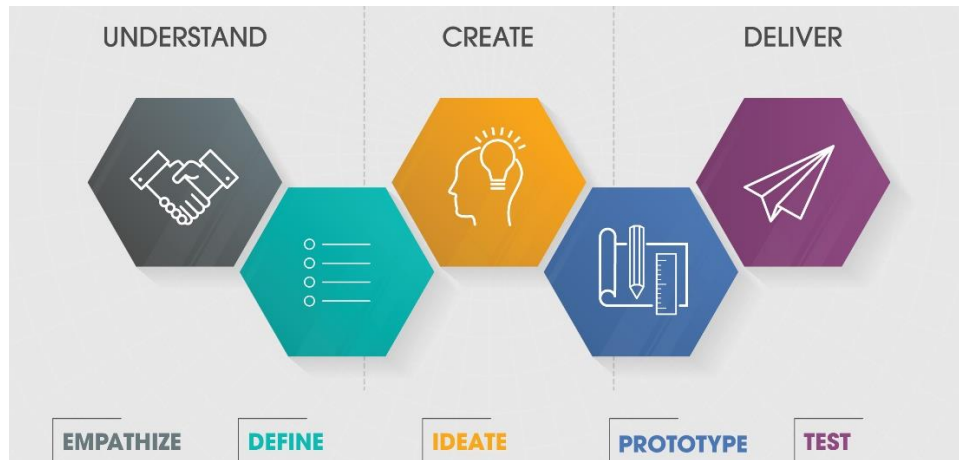 UNDERSTAND CREATE DELIVER
EMPATHIZE DEFINE IDEATE PROTOTYPE TEST